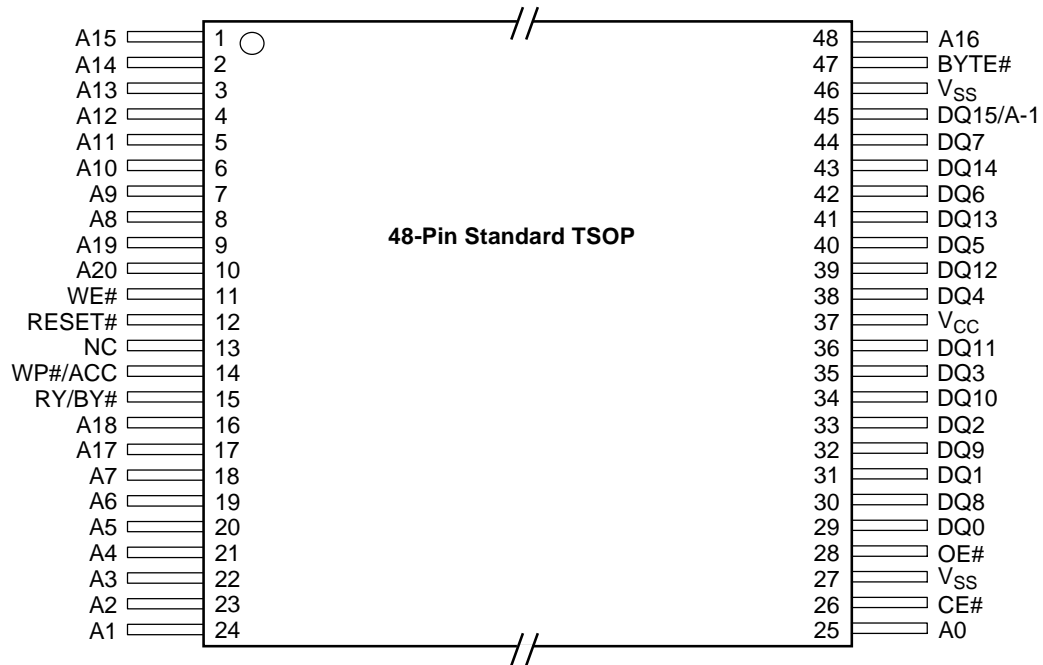 A15 1 48 A16
A14 2 47 BYTE#
A13 3 46 VSS
A12 4 45 DQ15/A-1
A11 5 44 DQ7
A10 6 43 DQ14
A9 7 42 DQ6
A8 8 41 DQ13
48-Pin Standard TSOP
A19 9 40 DQ5
A20 10 39 DQ12
WE# 11 38 DQ4
RESET# 12 37 VCC
NC 13 36 DQ11
WP#/ACC 14 35 DQ3
RY/BY# 15 34 DQ10
A18 16 33 DQ2
A17 17 32 DQ9
A7 18 31 DQ1
A6 19 30 DQ8
A5 20 29 DQ0
A4 21 28 OE#
A3 22 27 VSS
A2 23 26 CE#
A1 24 25 A0